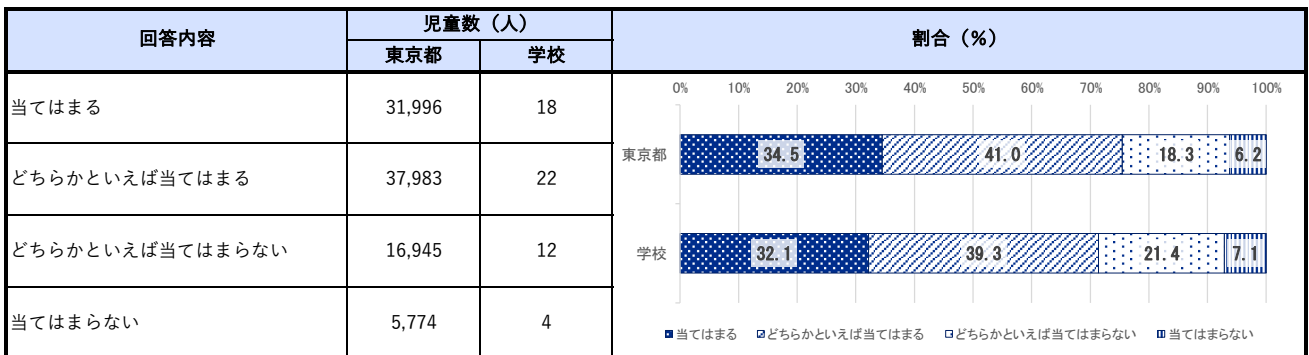 回答内容
児童数（人）
割合（％）
東京都
学校
当てはまる
31,996
18
どちらかといえば当てはまる
37,983
22
どちらかといえば当てはまらない
16,945
12
当てはまらない
5,774
4
0% 10% 20% 30% 40% 50% 60% 70% 80% 90% 100%
東京都 34.5 41.0 18.3 6.2
学校 32.1 39.3 21.4 7.1
当てはまる どちらかといえば当てはまる どちらかといえば当てはまらない 当てはまらない